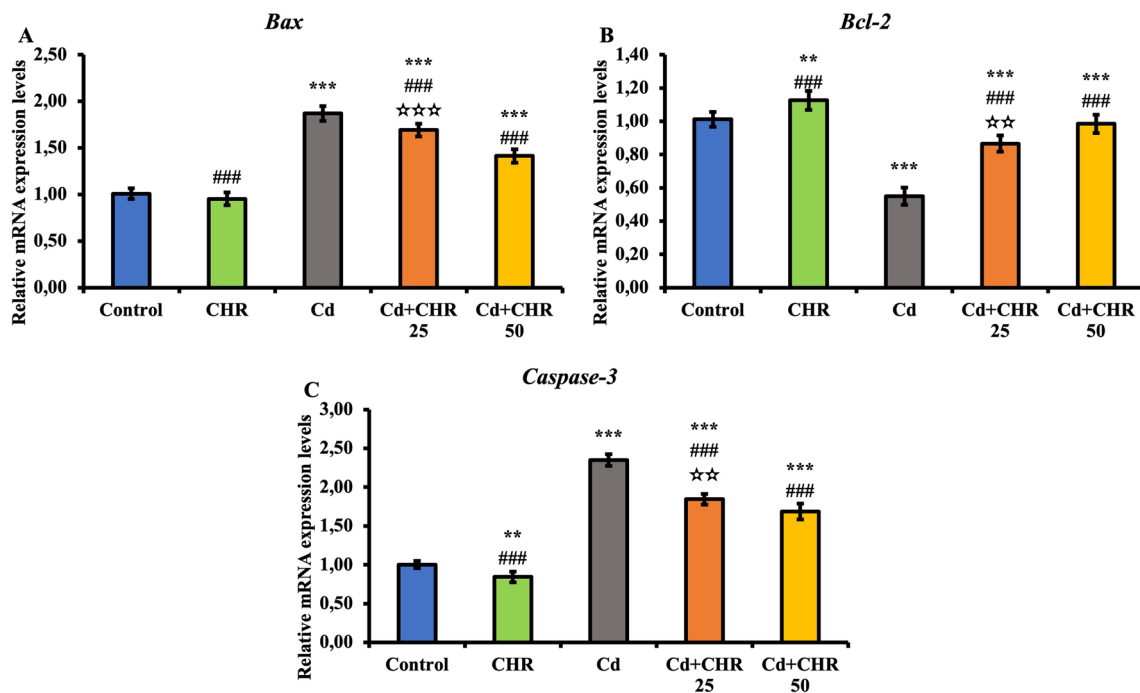 A
Bax
Relative mRNA expression levels
2,50
2,00
1,50
1,00
0,50
0,00
###
***
***
###
☆☆☆
***
###
Control
CHR
Cd
Cd+CHR 25
Cd+CHR 50
B
Bcl-2
Relative mRNA expression levels
1,40
1,20
1,00
0,80
0,60
0,40
0,20
0,00
**
###
***
***
###
☆☆
***
###
Control
CHR
Cd
Cd+CHR 25
Cd+CHR 50
C
Caspase-3
Relative mRNA expression levels
3,00
2,50
2,00
1,50
1,00
0,50
0,00
**
###
***
***
###
☆☆
***
###
Control
CHR
Cd
Cd+CHR 25
Cd+CHR 50